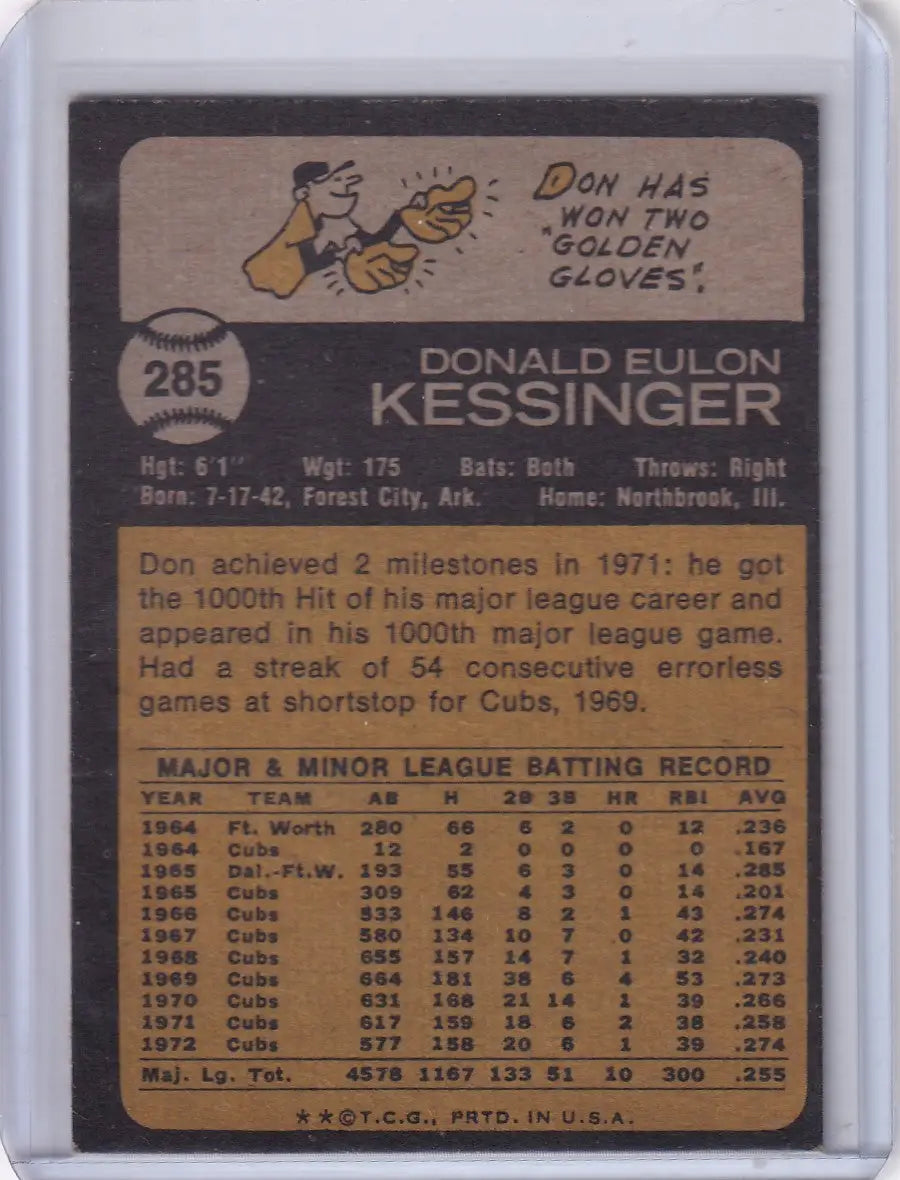 DON HAS
WON TWO
"GOLDEN
GLOVES".
285
DONALD EULON
KESSINGER
Hgt: 6'1" Wgt: 175 Bats: Both Throws: Right
Born: 7-17-42, Forest City, Ark. Home: Northbrook, Ill.
Don achieved 2 milestones in 1971: he got
the 1000th Hit of his major league career and
appeared in his 1000th major league game.
Had a streak of 54 consecutive errorless
games at shortstop for Cubs, 1969.
MAJOR & MINOR LEAGUE BATTING RECORD
YEAR TEAM AB H 2B 3B HR RBI AVG
1964 Ft. Worth 280 66 6 2 0 12 .236
1964 Cubs 12 2 0 0 0 0 .167
1965 Dal.-Ft.W. 193 55 6 3 0 14 .285
1965 Cubs 309 62 4 3 0 14 .201
1966 Cubs 533 146 8 2 1 43 .274
1967 Cubs 580 134 10 7 0 42 .231
1968 Cubs 655 157 14 7 1 32 .240
1969 Cubs 664 181 38 6 4 53 .273
1970 Cubs 631 168 21 14 1 39 .266
1971 Cubs 617 159 18 6 2 38 .258
1972 Cubs 577 158 20 6 1 39 .274
Maj. Lg. Tot. 4578 1167 133 51 10 300 .255
★★©T.C.G., PRTD. IN U.S.A.